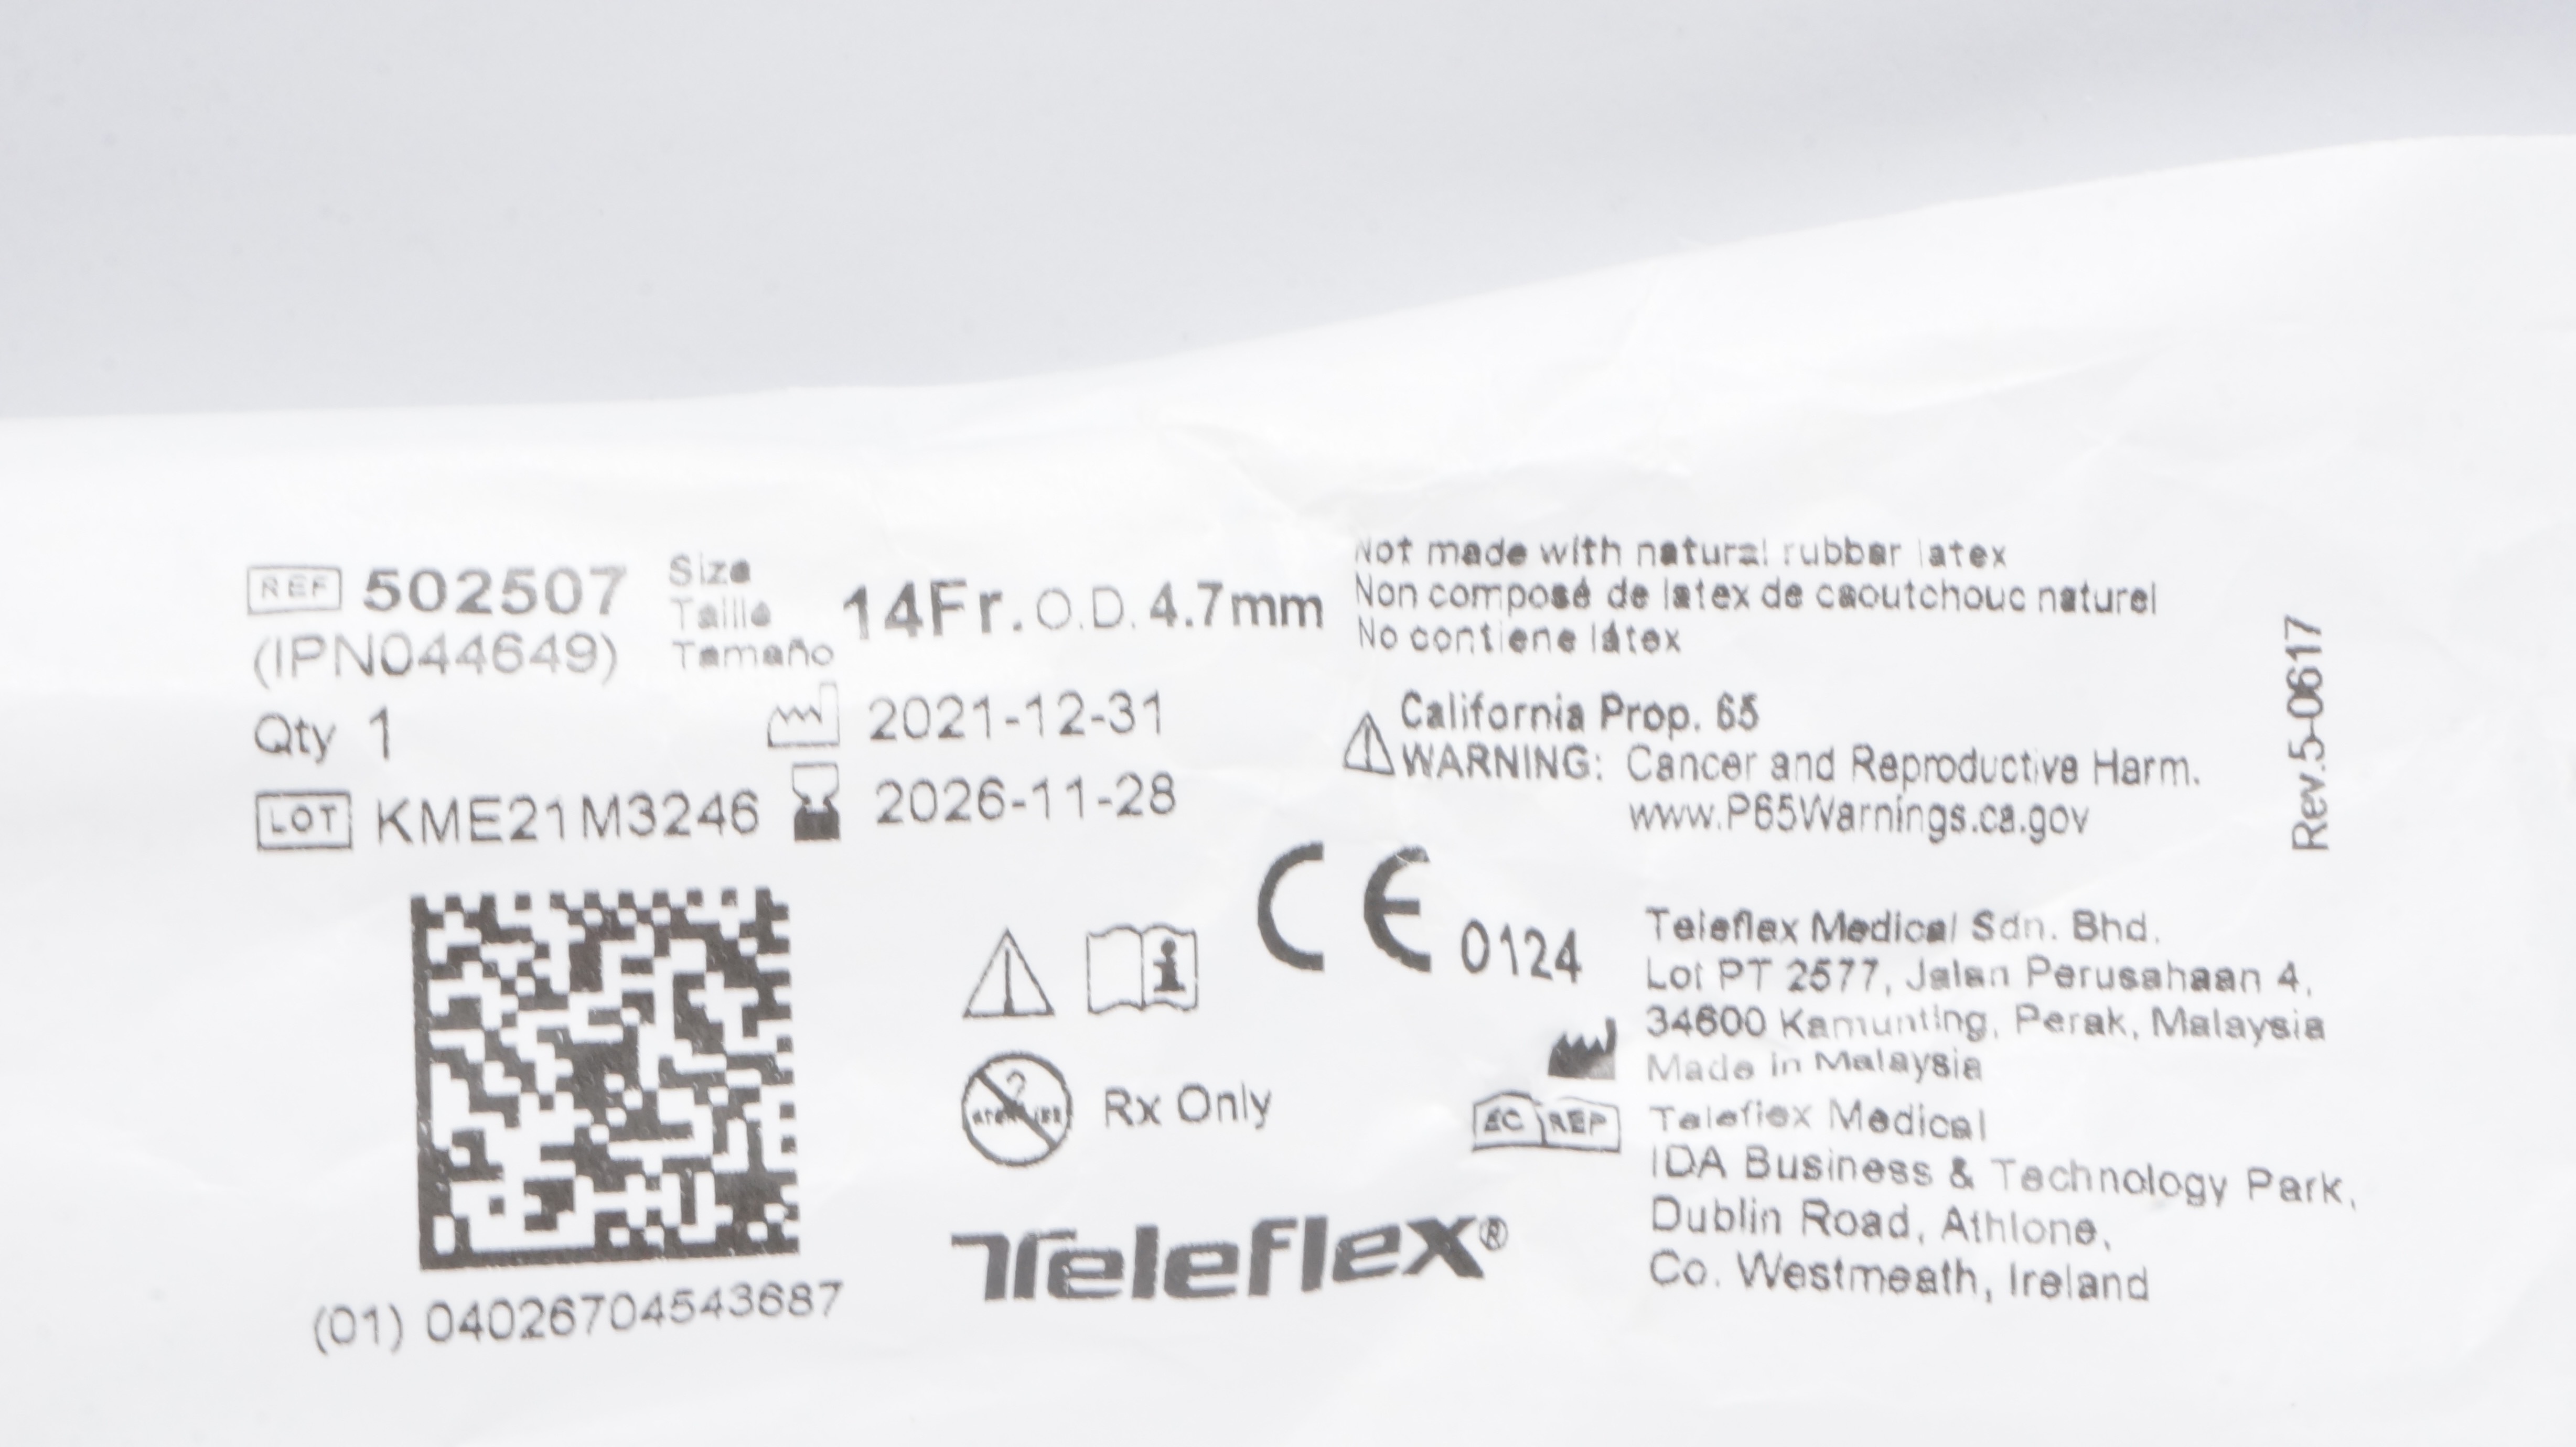 REF 502507
(IPN044649)
Qty 1
LOT KME21M3246
Size
Taille
Tamaño
14Fr. O.D. 4.7mm
2021-12-31
2026-11-28
Not made with natural rubber latex
Non composé de latex de caoutchouc naturel
No contiene látex
California Prop. 65
WARNING: Cancer and Reproductive Harm.
www.P65Warnings.ca.gov
Rev.5-0617
(01) 04026704543687
CE 0124
Rx Only
Teleflex®
Teleflex Medical Sdn. Bhd.
Lot PT 2577, Jalan Perusahaan 4,
34600 Kamunting, Perak, Malaysia
Made in Malaysia
EC REP
Teleflex Medical
IDA Business & Technology Park,
Dublin Road, Athlone,
Co. Westmeath, Ireland